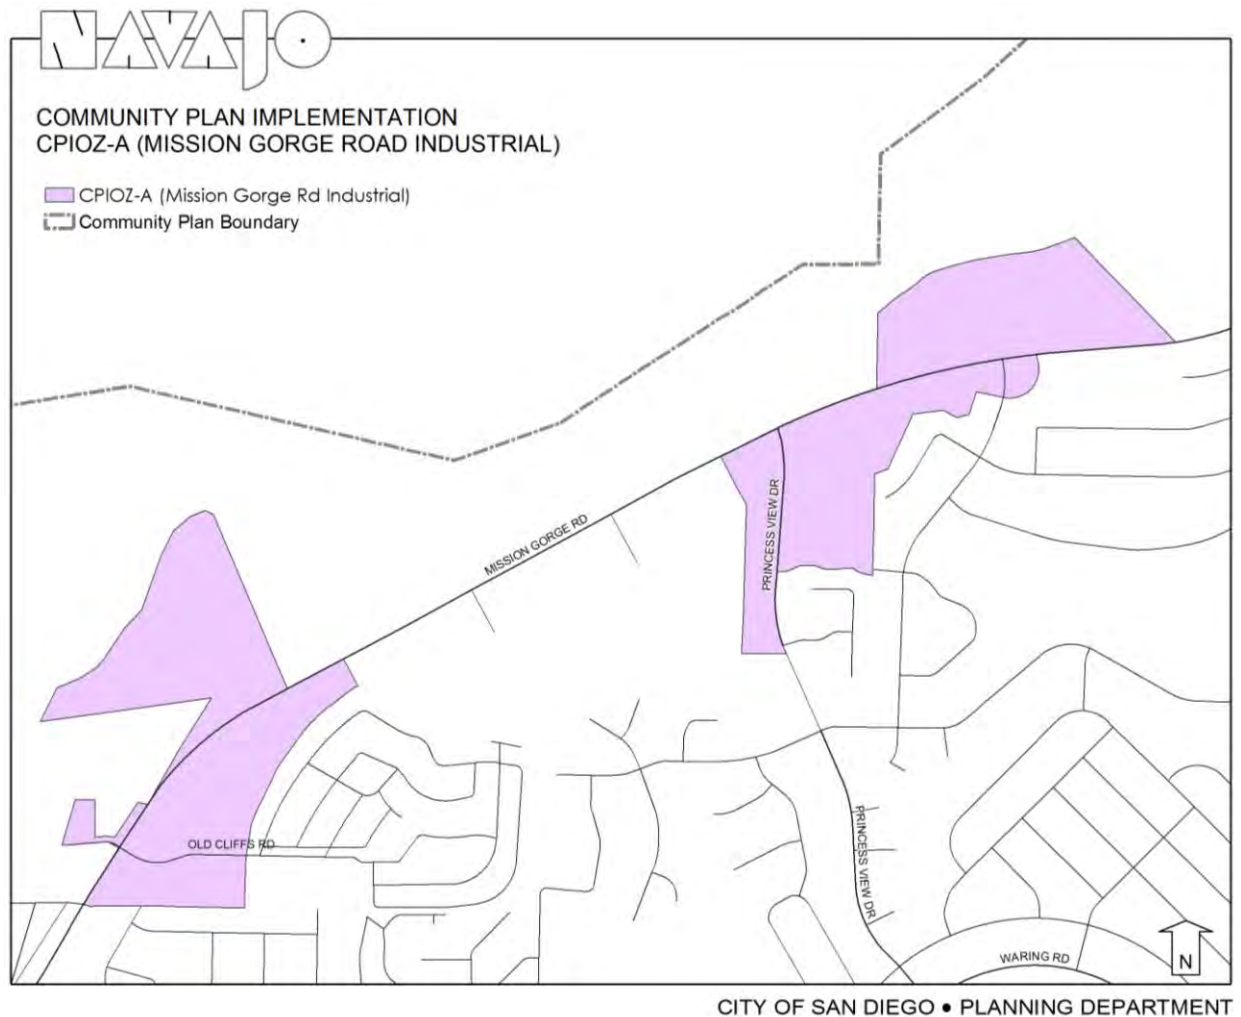 NAVAJO
COMMUNITY PLAN IMPLEMENTATION
CPIOZ-A (MISSION GORGE ROAD INDUSTRIAL)
CPIOZ-A (Mission Gorge Rd Industrial)
Community Plan Boundary
MISSION GORGE RD
PRINCESS VIEW DR
OLD CLIFFS RD
PRINCESS VIEW DR
WARING RD
N
CITY OF SAN DIEGO • PLANNING DEPARTMENT